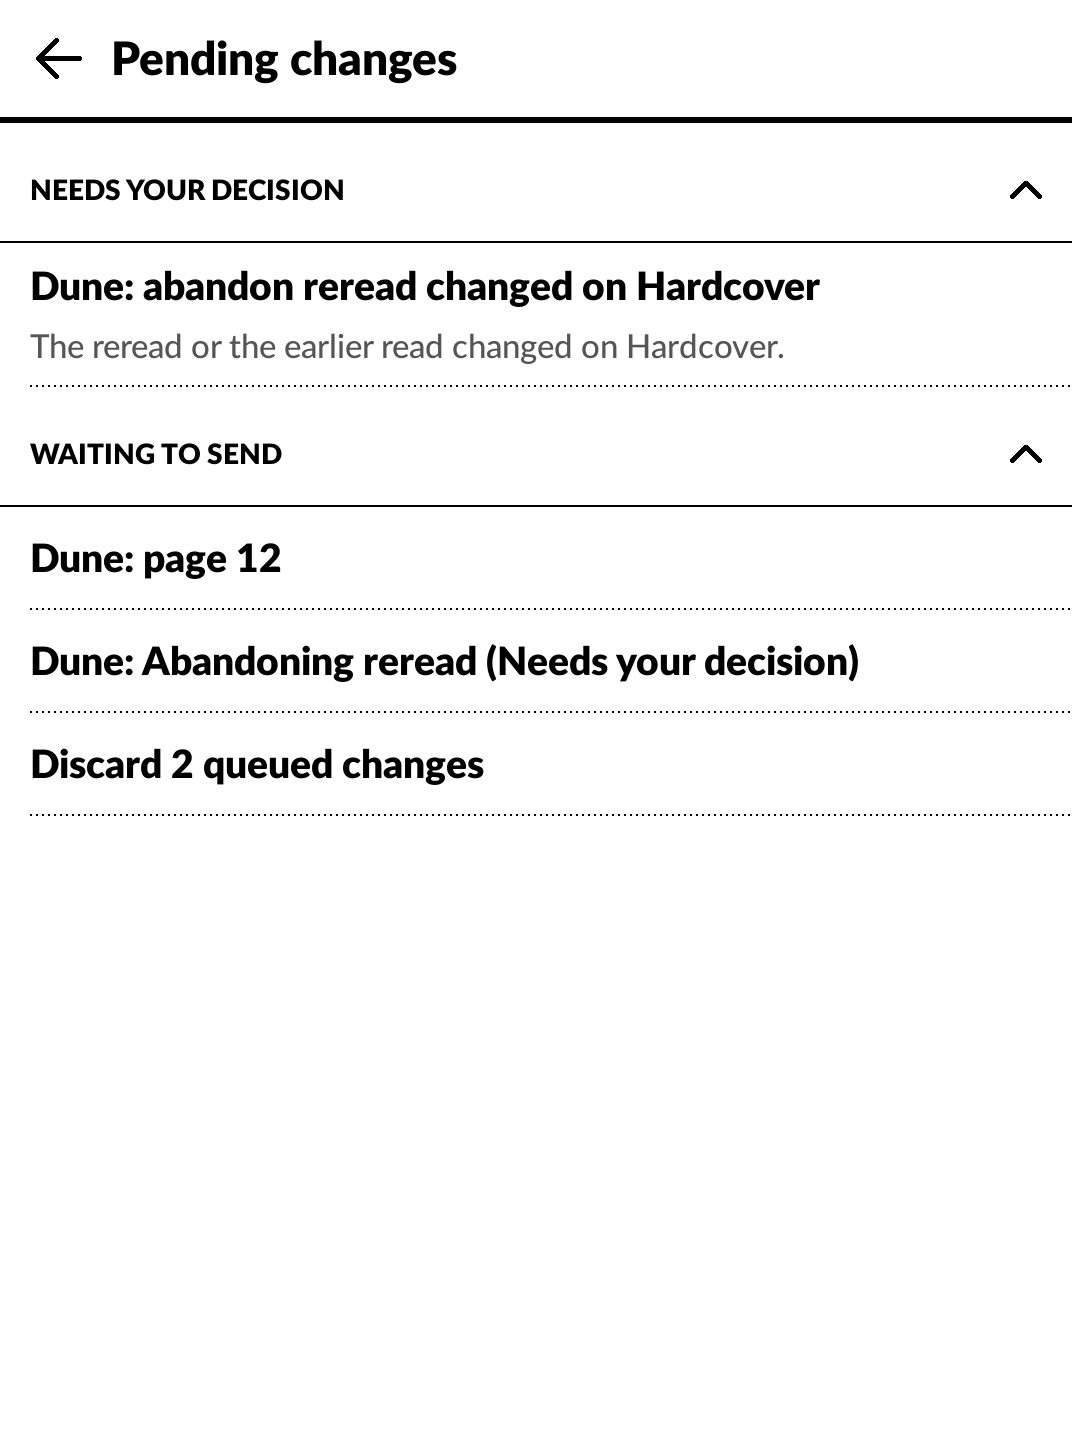 Pending changes
NEEDS YOUR DECISION
Dune: abandon reread changed on Hardcover
The reread or the earlier read changed on Hardcover.
WAITING TO SEND
Dune: page 12
Dune: Abandoning reread (Needs your decision)
Discard 2 queued changes